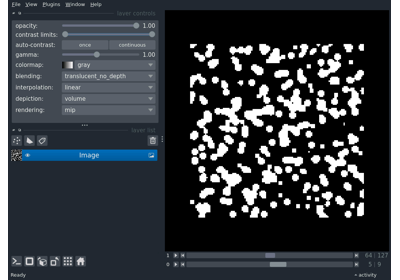 File View Plugins Window Help
layer controls
opacity: 1.00
contrast limits:
auto-contrast: once continuous
gamma: 1.00
colormap: gray
blending: translucent_no_depth
interpolation: linear
depiction: volume
rendering: mip
layer list
Image
1 64 127
0 5 9
activity